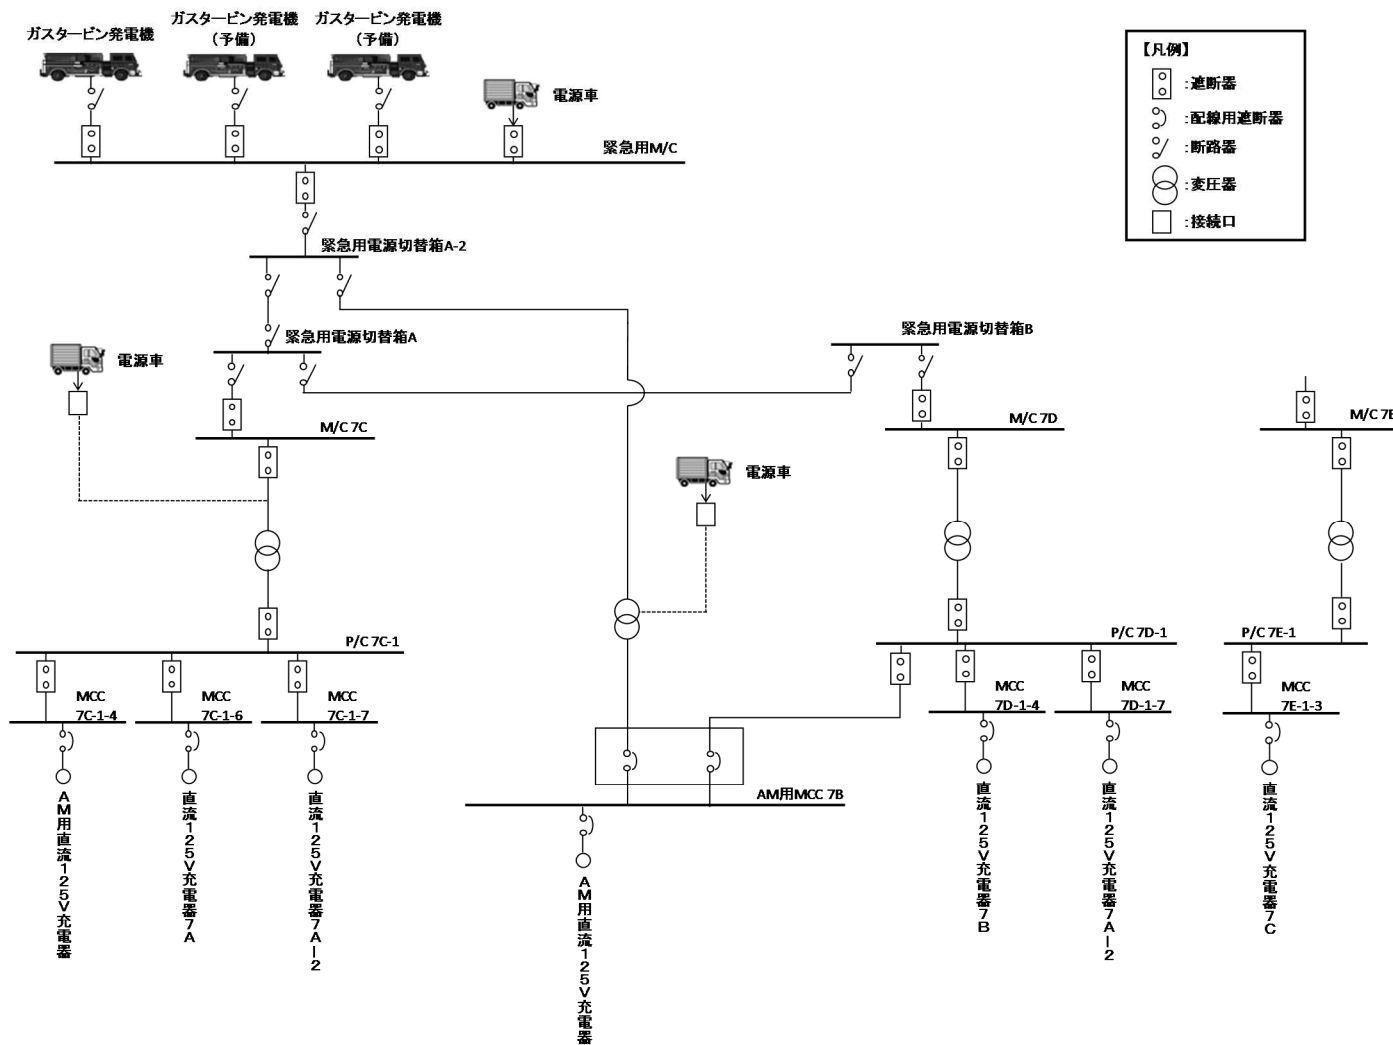 ガスタービン発電機
ガスタービン発電機
（予備）
ガスタービン発電機
（予備）
電源車
緊急用M/C
【凡例】
：遮断器
：配線用遮断器
：断路器
：変圧器
：接続口
緊急用電源切替箱A-2
緊急用電源切替箱A
緊急用電源切替箱B
電源車
M/C 7C
M/C 7D
M/C 7E
電源車
P/C 7C-1
P/C 7D-1
P/C 7E-1
MCC
7C-1-4
MCC
7C-1-6
MCC
7C-1-7
MCC
7D-1-4
MCC
7D-1-7
MCC
7E-1-3
AM用MCC 7B
AM用直流125V充電器
直流125V充電器7A
直流125V充電器7A-2
AM用直流125V充電器
直流125V充電器7B
直流125V充電器7A-2
直流125V充電器7C